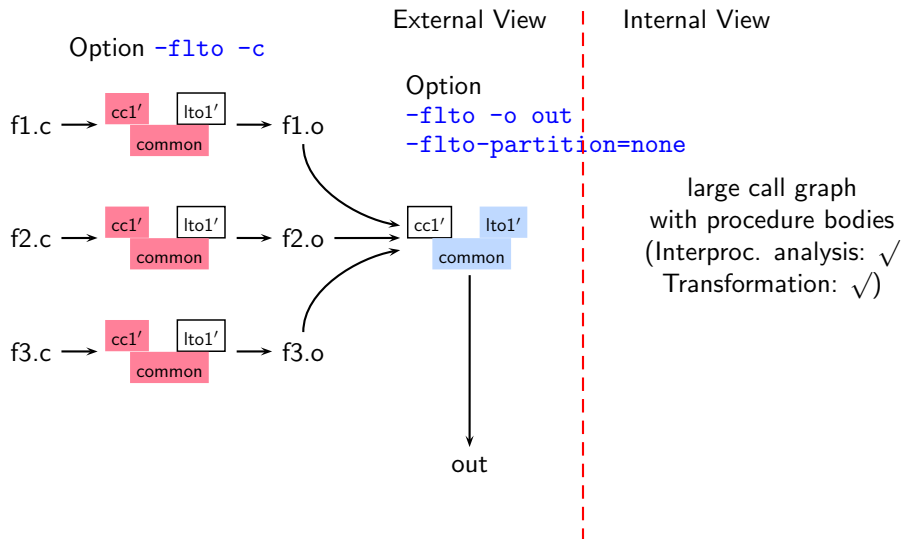 External View
Internal View
Option -flto -c
Option
-flto -o out
-flto-partition=none
f1.c
cc1′
lto1′
common
f1.o
f2.c
cc1′
lto1′
common
f2.o
cc1′
lto1′
common
f3.c
cc1′
lto1′
common
f3.o
out
large call graph
with procedure bodies
(Interproc. analysis: √
Transformation: √)